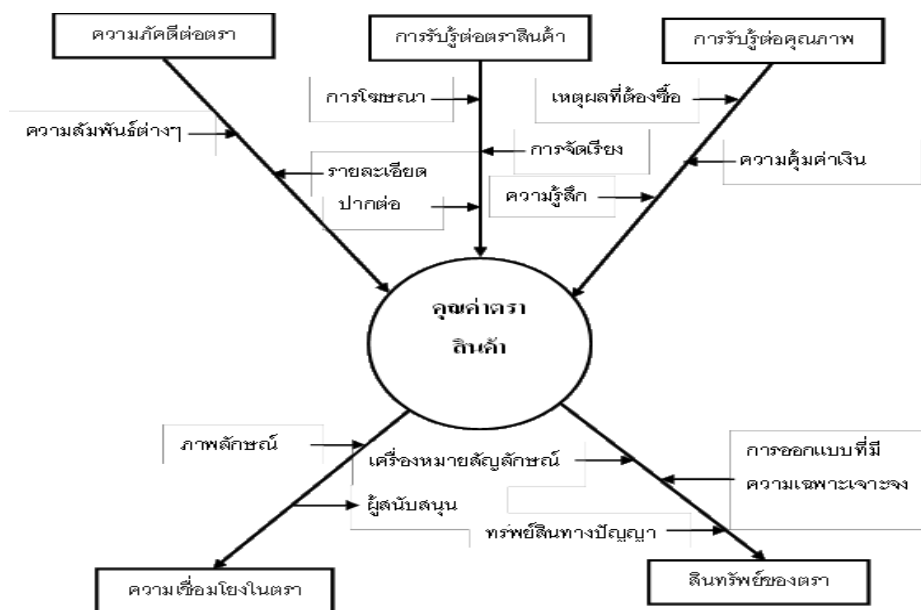 ความภักดีต่อตรา
การรับรู้ต่อตราสินค้า
การรับรู้ต่อคุณภาพ
การโฆษณา
เหตุผลที่ต้องซื้อ
ความสัมพันธ์ต่างๆ
การจัดเรียง
ความคุ้มค่าเงิน
รายละเอียด
ปากต่อ
ความรู้สึก
คุณค่าตรา
สินค้า
ภาพลักษณ์
เครื่องหมายสัญลักษณ์
การออกแบบที่มี
ความเฉพาะเจาะจง
ผู้สนับสนุน
ทรัพย์สินทางปัญญา
ความเชื่อมโยงในตรา
สินทรัพย์ของตรา